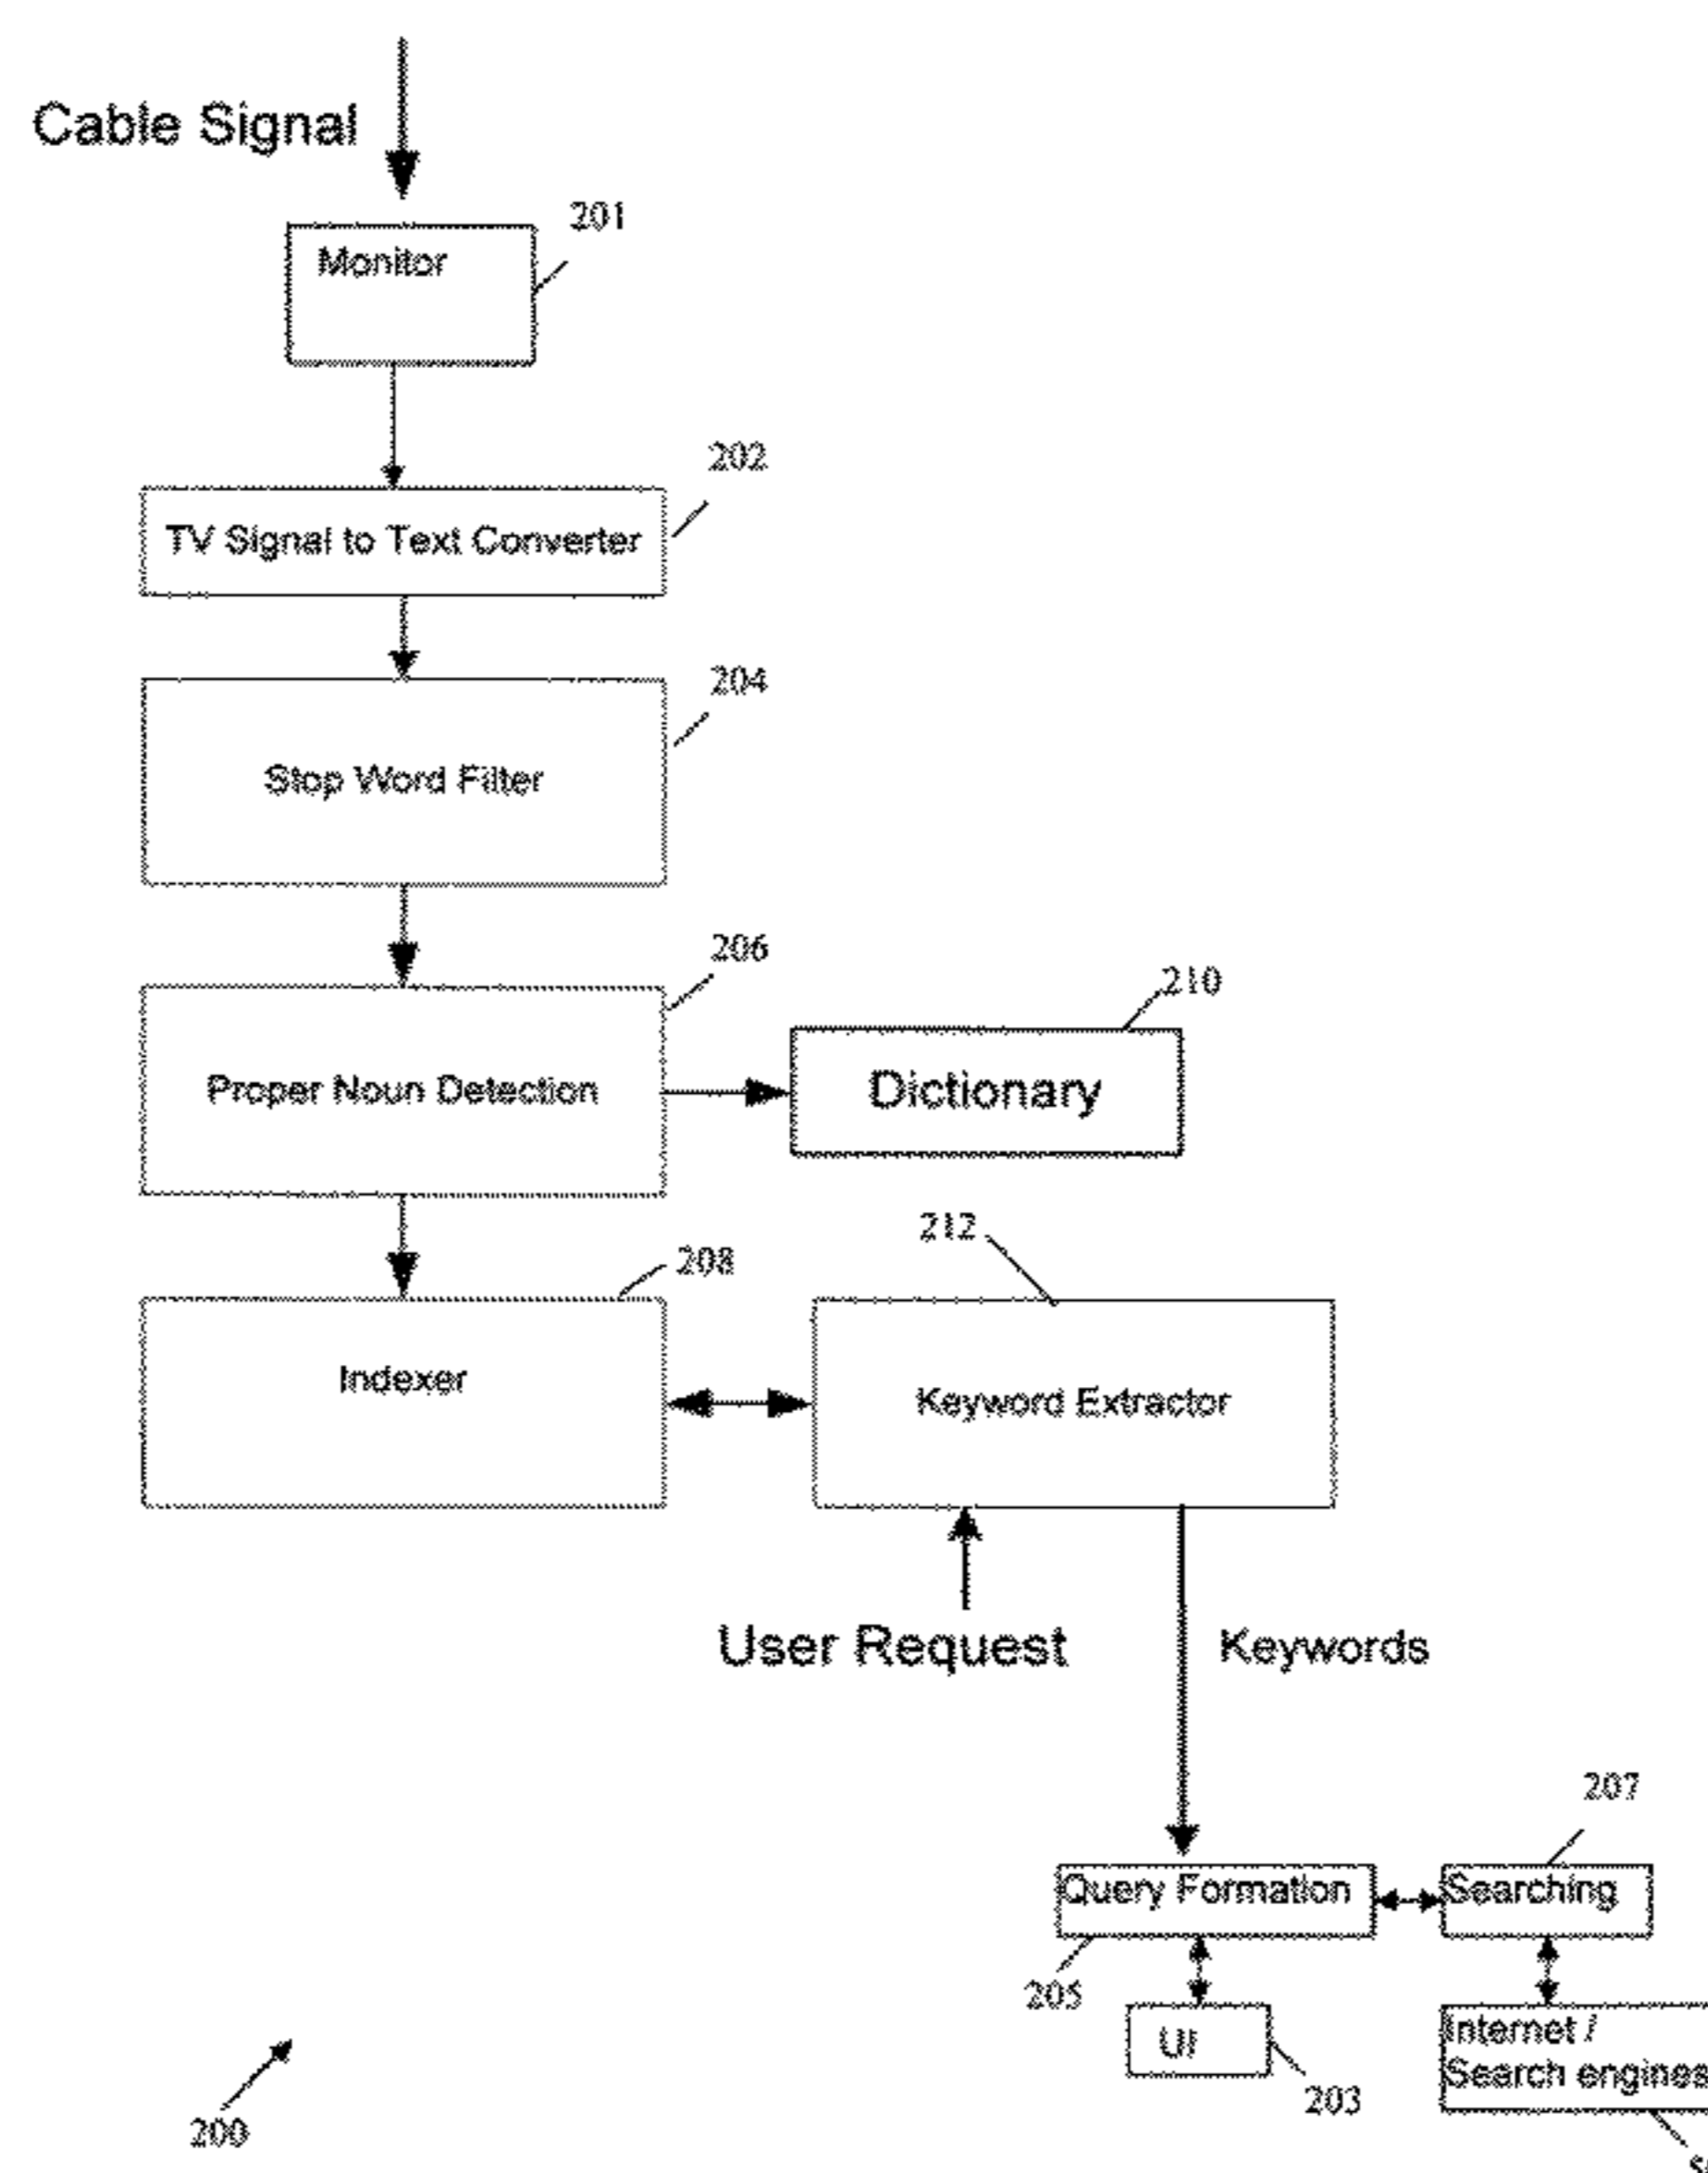 Cable Signal
201
Monitor
202
TV Signal to Text Converter
204
Stop Word Filter
206
210
Proper Noun Detection
Dictionary
212
208
Indexer
Keyword Extractor
User Request
Keywords
207
Query Formation
Searching
205
UI
Internet /
Search engines
203
200